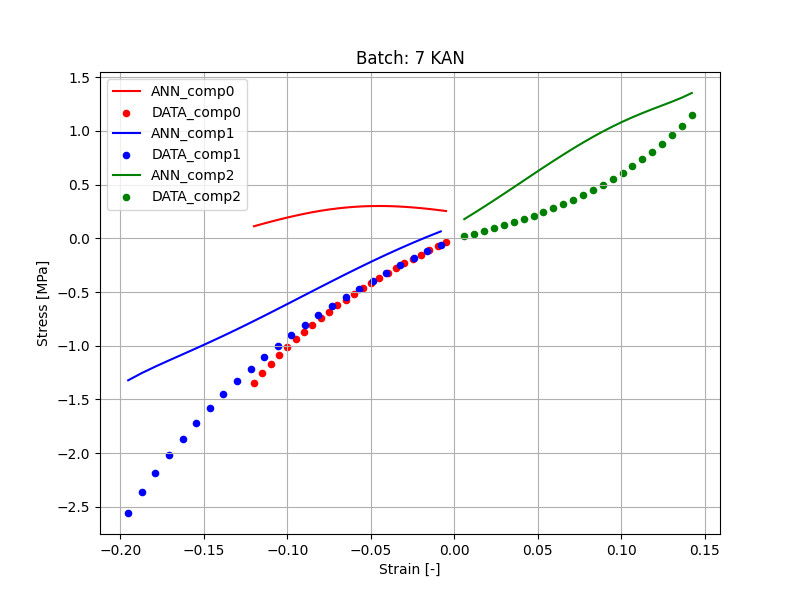 Batch: 7 KAN
ANN_comp0
DATA_comp0
ANN_comp1
DATA_comp1
ANN_comp2
DATA_comp2
1.5
1.0
0.5
0.0
−0.5
−1.0
−1.5
−2.0
−2.5
Stress [MPa]
−0.20 −0.15 −0.10 −0.05 0.00 0.05 0.10 0.15
Strain [-]